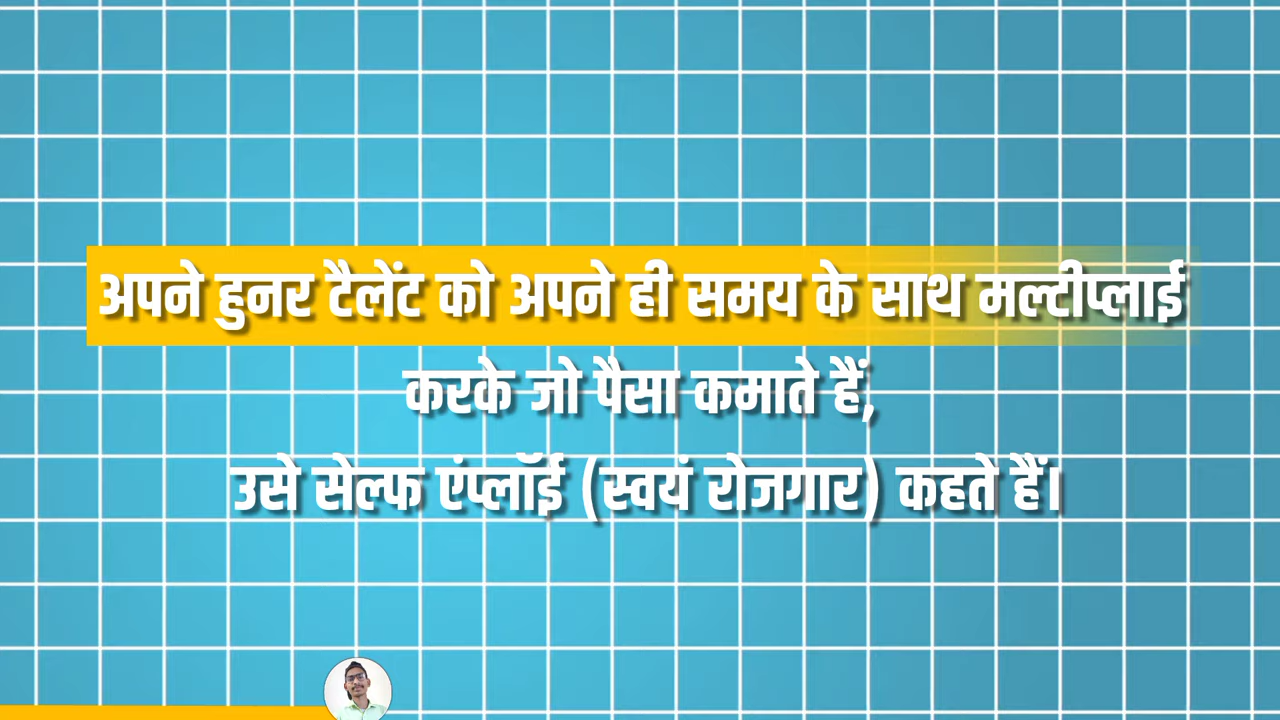 अपने हुनर टैलेंट को अपने ही समय के साथ मल्टीप्लाई
करके जो पैसा कमाते हैं,
उसे सेल्फ एंप्लॉई (स्वयं रोजगार) कहते हैं।